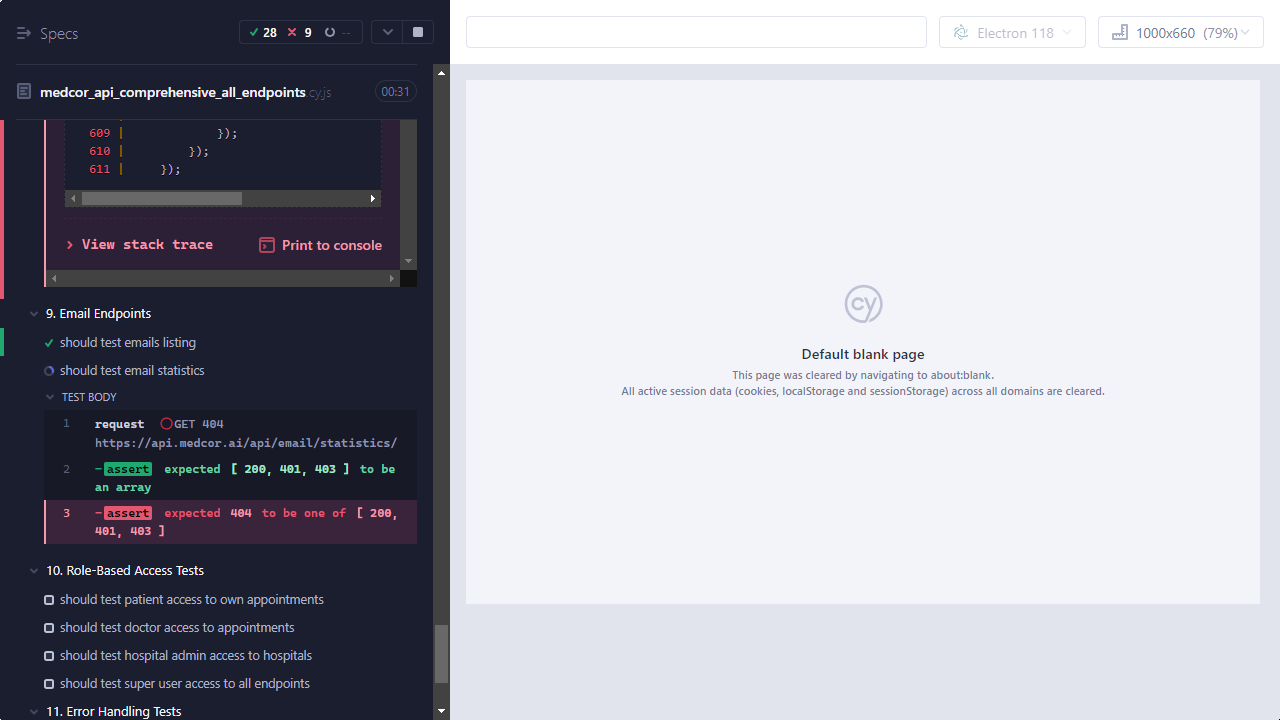 Specs
28
9
--
medcor_api_comprehensive_all_endpoints.cy.js
00:31
609 | });
610 | });
611 | });
View stack trace
Print to console
9. Email Endpoints
should test emails listing
should test email statistics
TEST BODY
1 request GET 404
https://api.medcor.ai/api/email/statistics/
2 -assert expected [ 200, 401, 403 ] to be
an array
3 -assert expected 404 to be one of [ 200,
401, 403 ]
10. Role-Based Access Tests
should test patient access to own appointments
should test doctor access to appointments
should test hospital admin access to hospitals
should test super user access to all endpoints
11. Error Handling Tests
Electron 118
1000x660 (79%)
cy
Default blank page
This page was cleared by navigating to about:blank.
All active session data (cookies, localStorage and sessionStorage) across all domains are cleared.